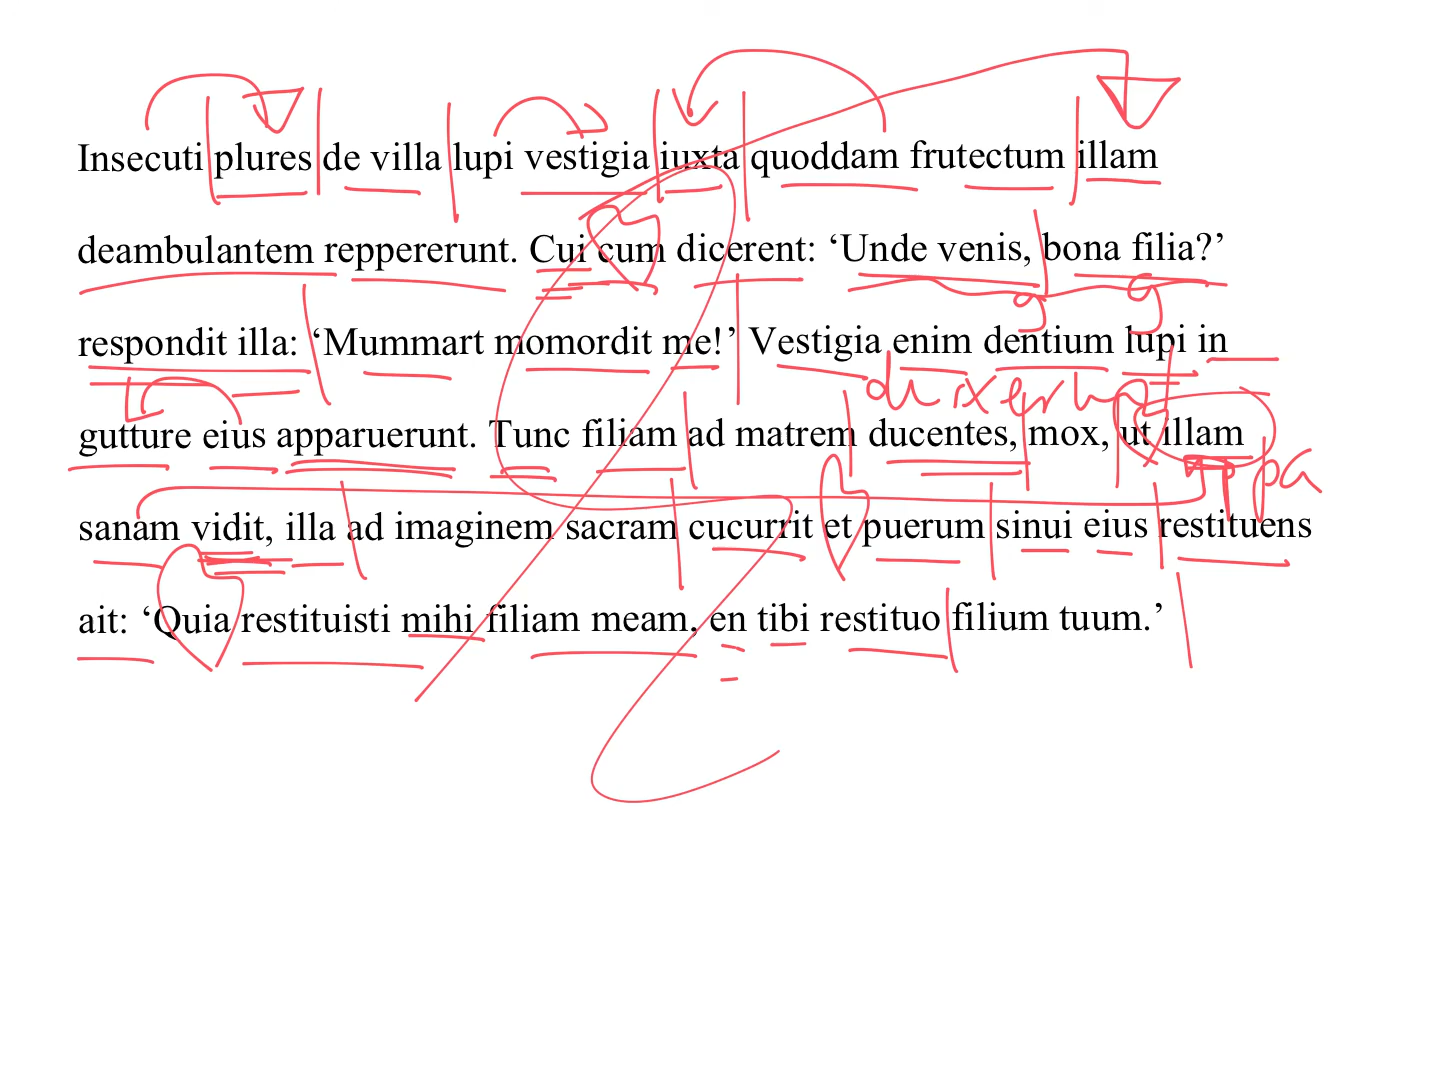 Insecuti plures de villa lupi vestigia iuxta quoddam frutectum illam
deambulantem reppererunt. Cui cum dicerent: ‘Unde venis, bona filia?’
respondit illa: ‘Mummart momordit me!’ Vestigia enim dentium lupi in
gutture eius apparuerunt. Tunc filiam ad matrem ducentes, mox, ut illam
sanam vidit, illa ad imaginem sacram cucurrit et puerum sinui eius restituens
ait: ‘Quia restituisti mihi filiam meam, en tibi restituo filium tuum.’